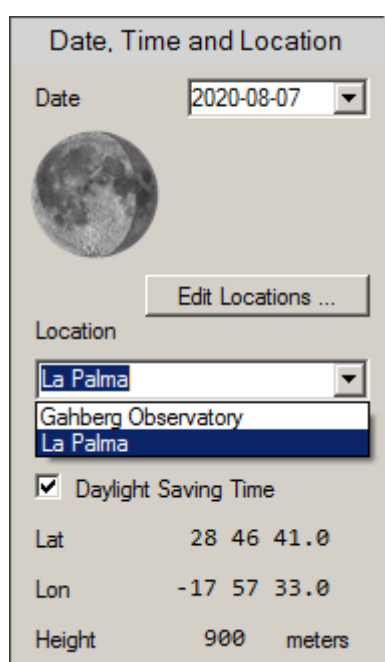 Date, Time and Location
Date 2020-08-07
Edit Locations ...
Location
La Palma
Gahberg Observatory
La Palma
Daylight Saving Time
Lat 28 46 41.0
Lon -17 57 33.0
Height 900 meters